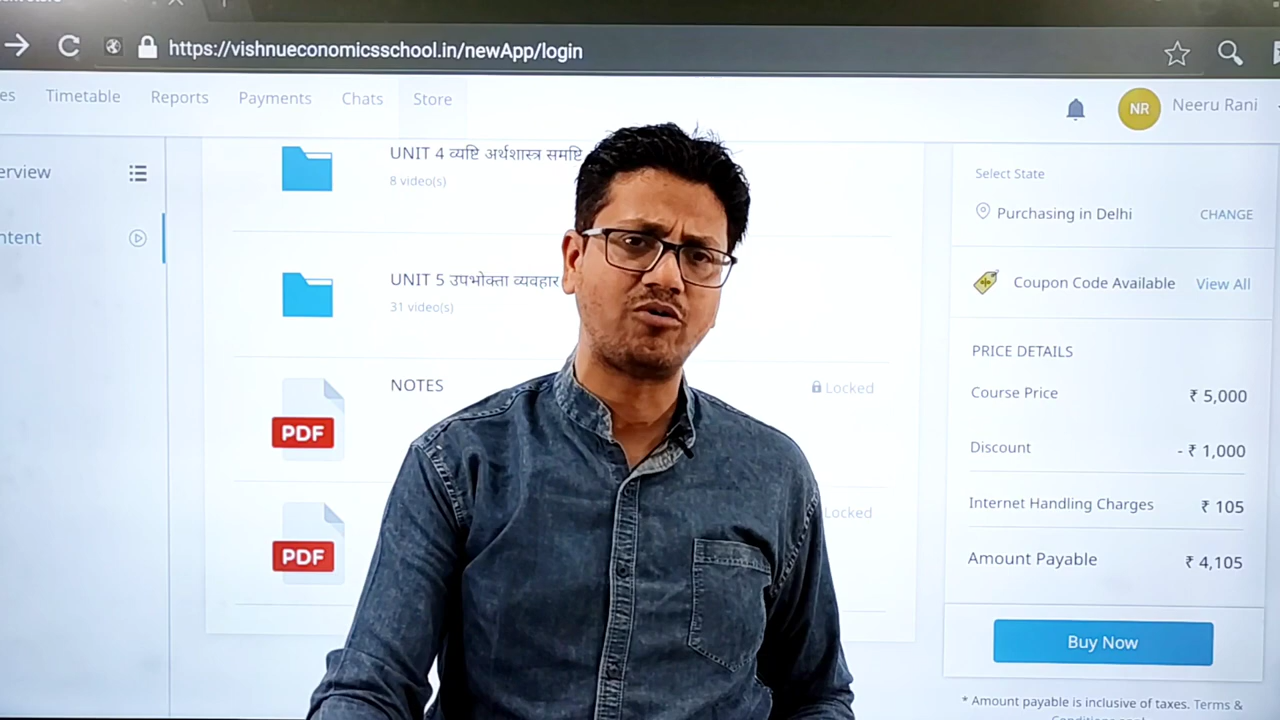 https://vishnueconomicsschool.in/newApp/login
Timetable Reports Payments Chats Store
NR Neeru Rani
UNIT 4 व्यष्टि अर्थशास्त्र समष्टि
8 video(s)
UNIT 5 उपभोक्ता व्यवहार
31 video(s)
NOTES
Locked
PDF
Locked
PDF
Select State
Purchasing in Delhi CHANGE
Coupon Code Available View All
PRICE DETAILS
Course Price ₹ 5,000
Discount - ₹ 1,000
Internet Handling Charges ₹ 105
Amount Payable ₹ 4,105
Buy Now
* Amount payable is inclusive of taxes. Terms &